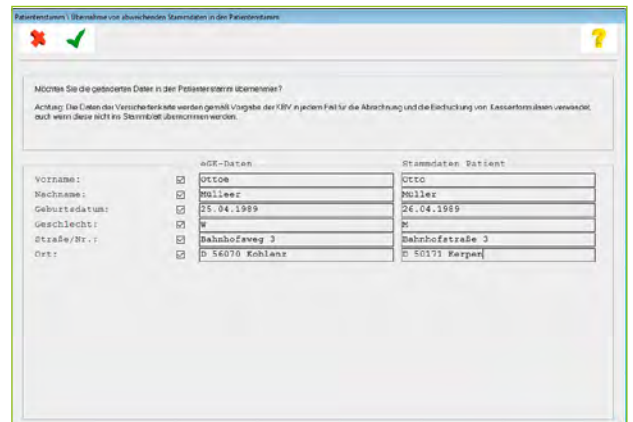 Patientenstamm \ Übernahme von abweichenden Stammdaten in den Patientenstamm
?
Möchten Sie die geänderten Daten in den Patientenstamm übernehmen?
Achtung: Die Daten der Versichertenkarte werden gemäß Vorgabe der KBV in jedem Fall für die Abrechnung und die Bedruckung von Kassenformularen verwendet,
auch wenn diese nicht ins Stammblatt übernommen werden.
eGK-Daten Stammdaten Patient
Vorname: Ottoe Otto
Nachname: Mülleer Müller
Geburtsdatum: 25.04.1989 26.04.1989
Geschlecht: W M
Straße/Nr.: Bahnhofsweg 3 Bahnhofstraße 3
Ort: D 56070 Koblenz D 50171 Kerpen